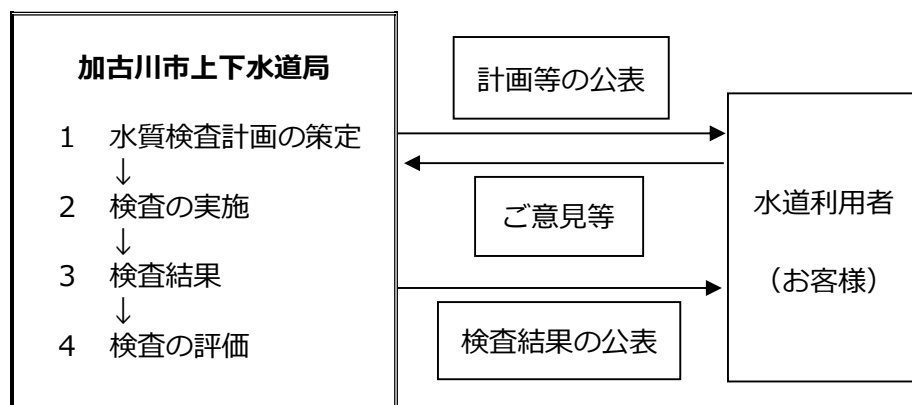 加古川市上下水道局
1 水質検査計画の策定
↓
2 検査の実施
↓
3 検査結果
↓
4 検査の評価
計画等の公表
ご意見等
検査結果の公表
水道利用者
（お客様）